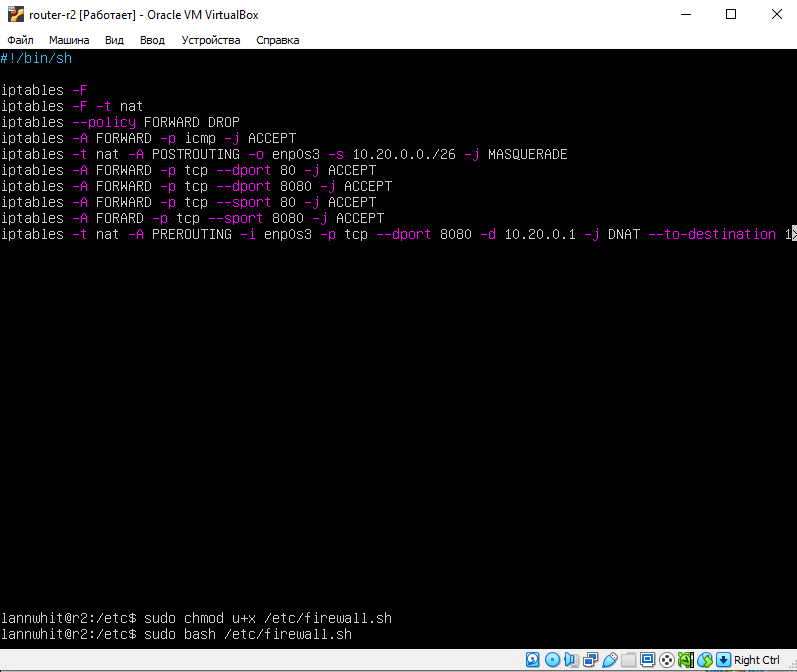 router-r2 [Работает] - Oracle VM VirtualBox
Файл Машина Вид Ввод Устройства Справка
#!/bin/sh
iptables -F
iptables -F -t nat
iptables --policy FORWARD DROP
iptables -A FORWARD -p icmp -j ACCEPT
iptables -t nat -A POSTROUTING -o enp0s3 -s 10.20.0.0./26 -j MASQUERADE
iptables -A FORWARD -p tcp --dport 80 -j ACCEPT
iptables -A FORWARD -p tcp --dport 8080 -j ACCEPT
iptables -A FORWARD -p tcp --sport 80 -j ACCEPT
iptables -A FORARD -p tcp --sport 8080 -j ACCEPT
iptables -t nat -A PREROUTING -i enp0s3 -p tcp --dport 8080 -d 10.20.0.1 -j DNAT --to-destination 1>
lannwhit@r2:/etc$ sudo chmod u+x /etc/firewall.sh
lannwhit@r2:/etc$ sudo bash /etc/firewall.sh
Right Ctrl